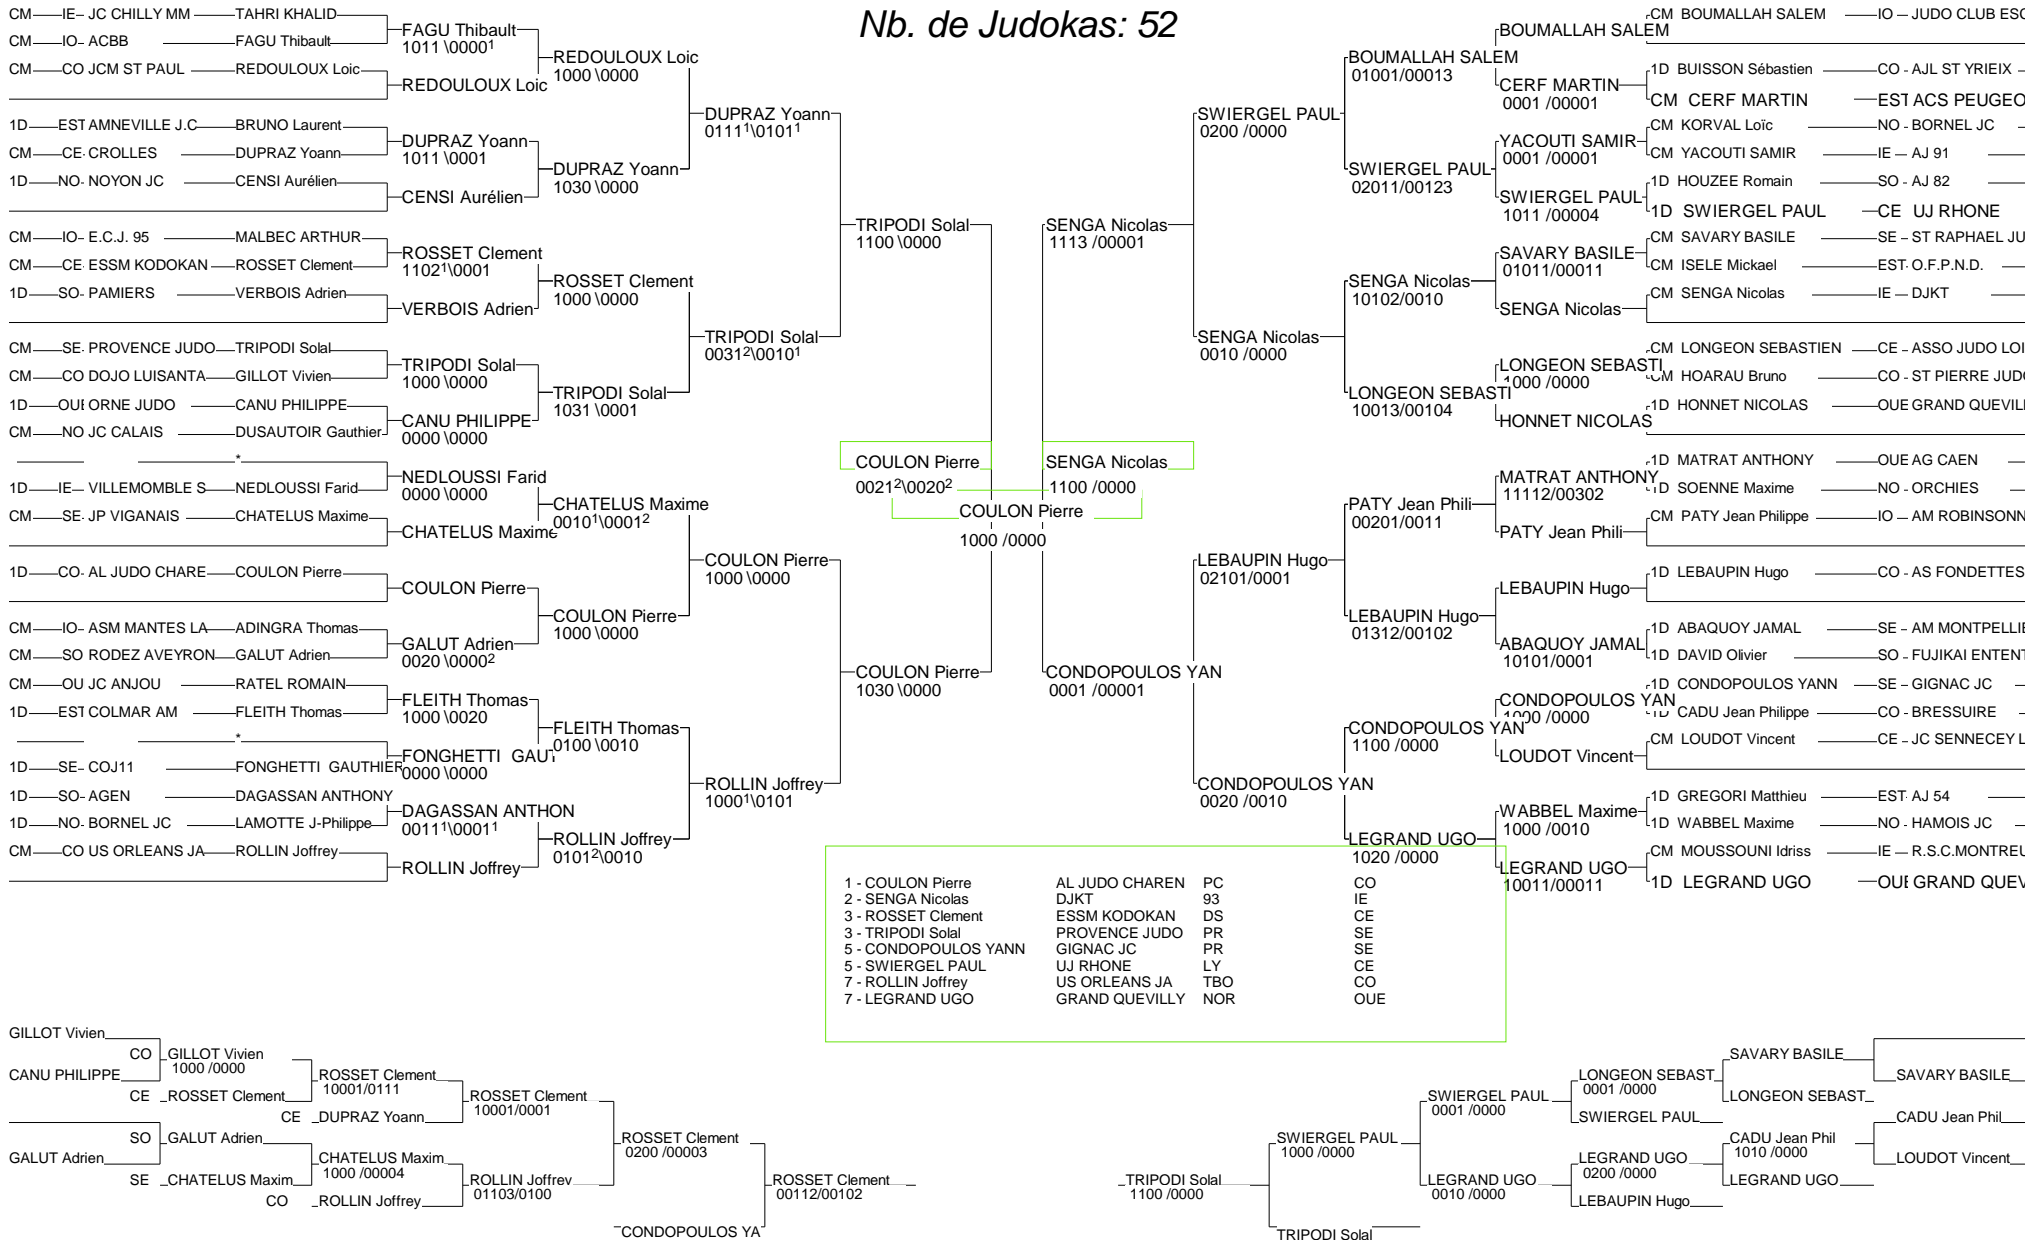 Nb. de Judokas: 52
CM IE JC CHILLY MM TAHRI KHALID
CM IO ACBB FAGU Thibault
CM CO JCM ST PAUL REDOULOUX Loic
1D EST AMNEVILLE J.C BRUNO Laurent
CM CE CROLLES DUPRAZ Yoann
1D NO NOYON JC CENSI Aurélien
CM IO E.C.J. 95 MALBEC ARTHUR
CM CE ESSM KODOKAN ROSSET Clement
1D SO PAMIERS VERBOIS Adrien
CM SE PROVENCE JUDO TRIPODI Solal
CM CO DOJO LUISANTA GILLOT Vivien
1D OUE ORNE JUDO CANU PHILIPPE
CM NO JC CALAIS DUSAUTOIR Gauthier
*
1D IE VILLEMOMBLE S NEDLOUSSI Farid
CM SE JP VIGANAIS CHATELUS Maxime
1D CO AL JUDO CHARE COULON Pierre
CM IO ASM MANTES LA ADINGRA Thomas
CM SO RODEZ AVEYRON GALUT Adrien
CM OU JC ANJOU RATEL ROMAIN
1D EST COLMAR AM FLEITH Thomas
*
1D SE COJ11 FONGHETTI GAUTHIER
1D SO AGEN DAGASSAN ANTHONY
1D NO BORNEL JC LAMOTTE J-Philippe
CM CO US ORLEANS JA ROLLIN Joffrey
FAGU Thibault
1011 \0000¹
REDOULOUX Loic
DUPRAZ Yoann
1011 \0001
CENSI Aurélien
ROSSET Clement
1102¹\0001
VERBOIS Adrien
TRIPODI Solal
1000 \0000
CANU PHILIPPE
0000 \0000
NEDLOUSSI Farid
0000 \0000
CHATELUS Maxime
COULON Pierre
GALUT Adrien
0020 \0000²
FLEITH Thomas
1000 \0020
FONGHETTI GAUT
0000 \0000
DAGASSAN ANTHON
0011¹\0001¹
ROLLIN Joffrey
REDOULOUX Loic
1000 \0000
DUPRAZ Yoann
1030 \0000
ROSSET Clement
1000 \0000
TRIPODI Solal
1031 \0001
CHATELUS Maxime
0010¹\0001²
COULON Pierre
1000 \0000
FLEITH Thomas
0100 \0010
ROLLIN Joffrey
0101²\0010
DUPRAZ Yoann
0111¹\0101¹
TRIPODI Solal
0031²\0010¹
COULON Pierre
1000 \0000
ROLLIN Joffrey
1000¹\0101
TRIPODI Solal
1100 \0000
COULON Pierre
1030 \0000
COULON Pierre
0021²\0020²
SENGA Nicolas
1100 /0000
COULON Pierre
1000 /0000
SENGA Nicolas
1113 /00001
CONDOPOULOS YAN
0001 /00001
SWIERGEL PAUL
0200 /0000
SENGA Nicolas
0010 /0000
LEBAUPIN Hugo
02101/0001
CONDOPOULOS YAN
0020 /0010
BOUMALLAH SALEM
01001/00013
SWIERGEL PAUL
02011/00123
SENGA Nicolas
10102/0010
LONGEON SEBASTI
10013/00104
PATY Jean Phili
00201/0011
LEBAUPIN Hugo
01312/00102
CONDOPOULOS YAN
1100 /0000
LEGRAND UGO
1020 /0000
BOUMALLAH SALEM
CERF MARTIN
0001 /00001
YACOUTI SAMIR
0001 /00001
SWIERGEL PAUL
1011 /00004
SAVARY BASILE
01011/00011
SENGA Nicolas
LONGEON SEBASTI
1000 /0000
HONNET NICOLAS
MATRAT ANTHONY
11112/00302
PATY Jean Phili
LEBAUPIN Hugo
ABAQUOY JAMAL
10101/0001
CONDOPOULOS YAN
1000 /0000
LOUDOT Vincent
WABBEL Maxime
1000 /0010
LEGRAND UGO
10011/00011
CM BOUMALLAH SALEM IO JUDO CLUB ESC
1D BUISSON Sébastien CO AJL ST YRIEIX
CM CERF MARTIN EST ACS PEUGEO
CM KORVAL Loïc NO BORNEL JC
CM YACOUTI SAMIR IE AJ 91
1D HOUZEE Romain SO AJ 82
1D SWIERGEL PAUL CE UJ RHONE
CM SAVARY BASILE SE ST RAPHAEL JU
CM ISELE Mickael EST O.F.P.N.D.
CM SENGA Nicolas IE DJKT
CM LONGEON SEBASTIEN CE ASSO JUDO LOI
CM HOARAU Bruno CO ST PIERRE JUDO
1D HONNET NICOLAS OUE GRAND QUEVILL
1D MATRAT ANTHONY OUE AG CAEN
1D SOENNE Maxime NO ORCHIES
CM PATY Jean Philippe IO AM ROBINSONN
1D LEBAUPIN Hugo CO AS FONDETTES
1D ABAQUOY JAMAL SE AM MONTPELLIE
1D DAVID Olivier SO FUJIKAI ENTENT
1D CONDOPOULOS YANN SE GIGNAC JC
1D CADU Jean Philippe CO BRESSUIRE
CM LOUDOT Vincent CE JC SENNECEY L
1D GREGORI Matthieu EST AJ 54
1D WABBEL Maxime NO HAMOIS JC
CM MOUSSOUNI Idriss IE R.S.C.MONTREU
1D LEGRAND UGO OUE GRAND QUEV
1 - COULON Pierre AL JUDO CHAREN PC CO
2 - SENGA Nicolas DJKT 93 IE
3 - ROSSET Clement ESSM KODOKAN DS CE
3 - TRIPODI Solal PROVENCE JUDO PR SE
5 - CONDOPOULOS YANN GIGNAC JC PR SE
5 - SWIERGEL PAUL UJ RHONE LY CE
7 - ROLLIN Joffrey US ORLEANS JA TBO CO
7 - LEGRAND UGO GRAND QUEVILLY NOR OUE
GILLOT Vivien
CANU PHILIPPE
GALUT Adrien
CO GILLOT Vivien
1000 /0000
CE ROSSET Clement
SO GALUT Adrien
SE CHATELUS Maxim
ROSSET Clement
10001/0111
CE DUPRAZ Yoann
CHATELUS Maxim
1000 /00004
CO ROLLIN Joffrey
ROSSET Clement
10001/0001
ROLLIN Joffrey
01103/0100
ROSSET Clement
0200 /00003
CONDOPOULOS YA
ROSSET Clement
00112/00102
TRIPODI Solal
1100 /0000
SWIERGEL PAUL
1000 /0000
TRIPODI Solal
SWIERGEL PAUL
0001 /0000
LEGRAND UGO
0010 /0000
LONGEON SEBAST
0001 /0000
SWIERGEL PAUL
LEGRAND UGO
0200 /0000
LEBAUPIN Hugo
SAVARY BASILE
LONGEON SEBAST
CADU Jean Phil
1010 /0000
LEGRAND UGO
SAVARY BASILE
CADU Jean Phil
LOUDOT Vincent